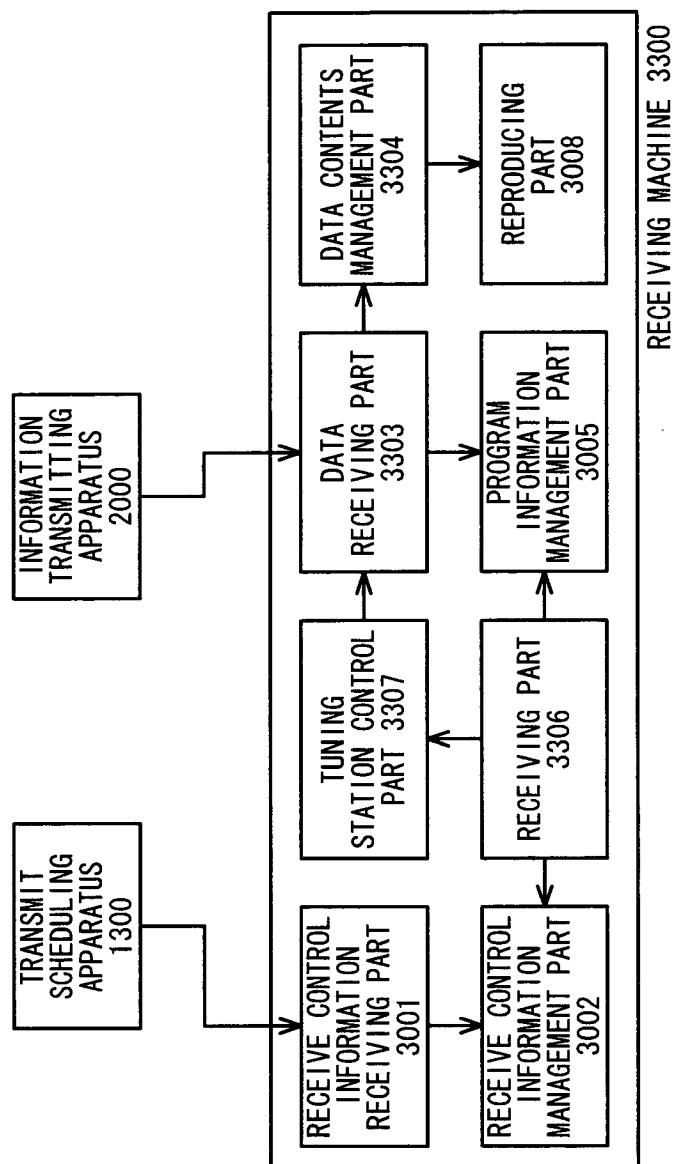 TRANSMIT
SCHEDULING
APPARATUS
1300
INFORMATION
TRANSMITTING
APPARATUS
2000
RECEIVE CONTROL
INFORMATION
RECEIVING PART
3001
TUNING
STATION CONTROL
PART 3307
DATA
RECEIVING PART
3303
DATA CONTENTS
MANAGEMENT PART
3304
RECEIVE CONTROL
INFORMATION
MANAGEMENT PART
3002
RECEIVING PART
3306
PROGRAM
INFORMATION
MANAGEMENT PART
3005
REPRODUCING
PART
3008
RECEIVING MACHINE 3300